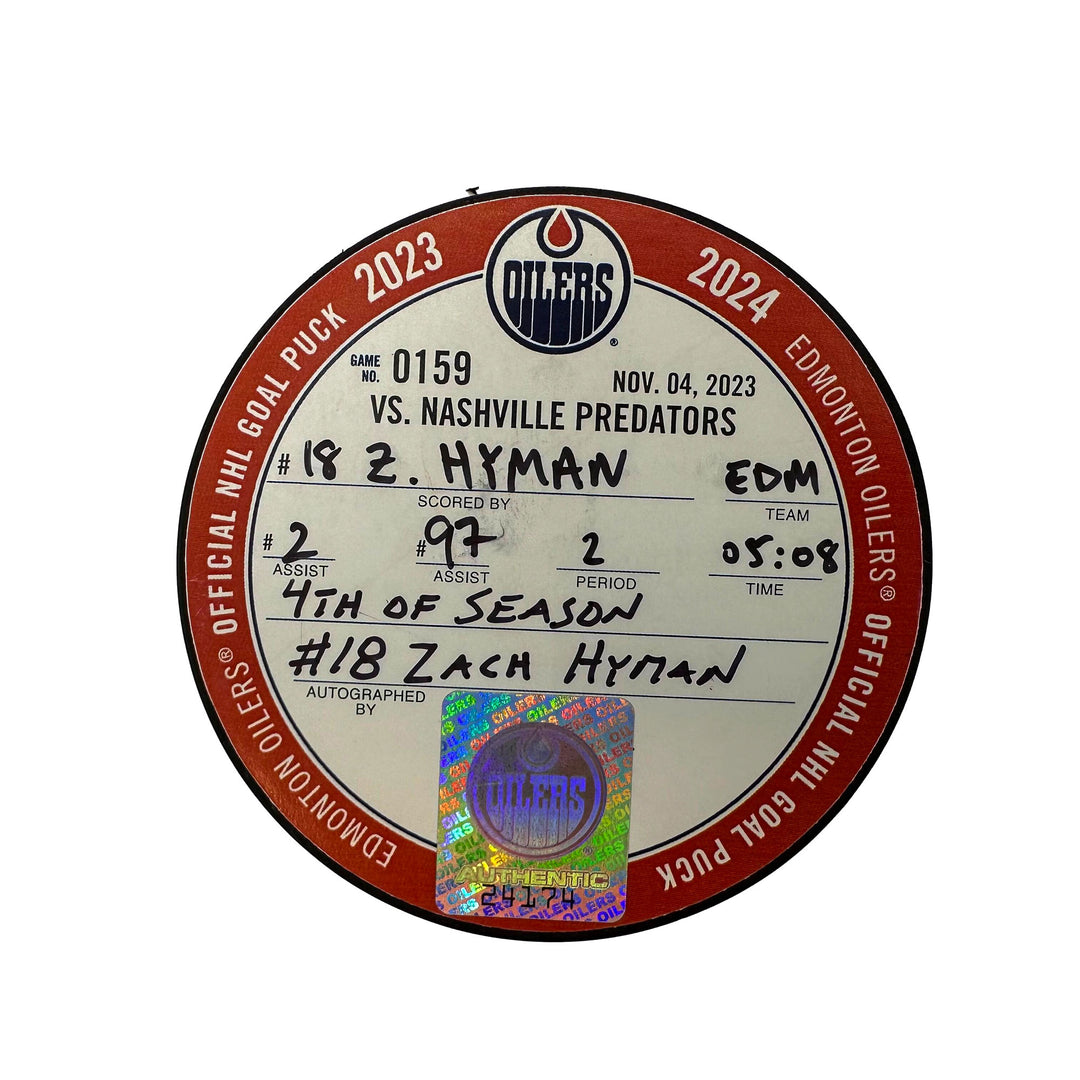 OILERS
2023
2024
EDMONTON OILERS® OFFICIAL NHL GOAL PUCK
EDMONTON OILERS® OFFICIAL NHL GOAL PUCK
GAME NO. 0159
NOV. 04, 2023
VS. NASHVILLE PREDATORS
# 18 Z. HYMAN EDM
SCORED BY TEAM
# 2 # 97 2 05:08
ASSIST ASSIST PERIOD TIME
4TH OF SEASON
#18 ZACH HYMAN
AUTOGRAPHED BY
OILERS
AUTHENTIC
24174